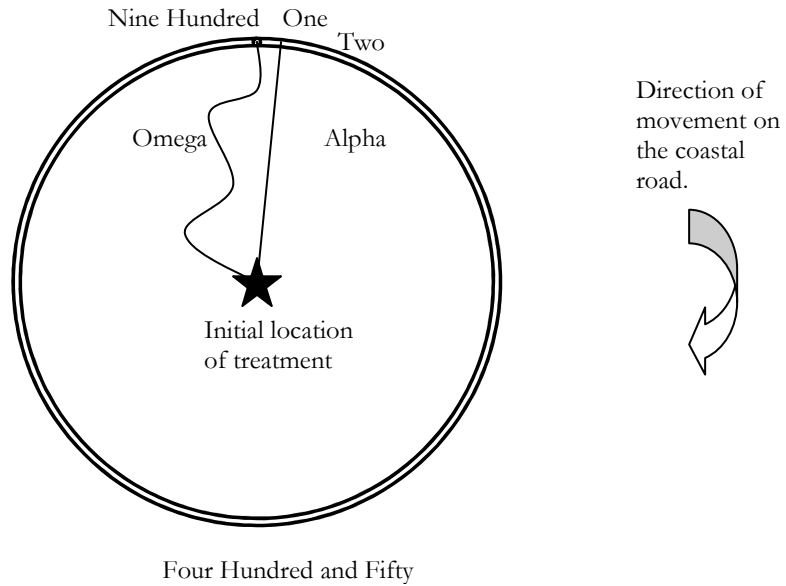 Nine Hundred One
Two
Omega
Alpha
Direction of
movement on
the coastal
road.
Initial location
of treatment
Four Hundred and Fifty